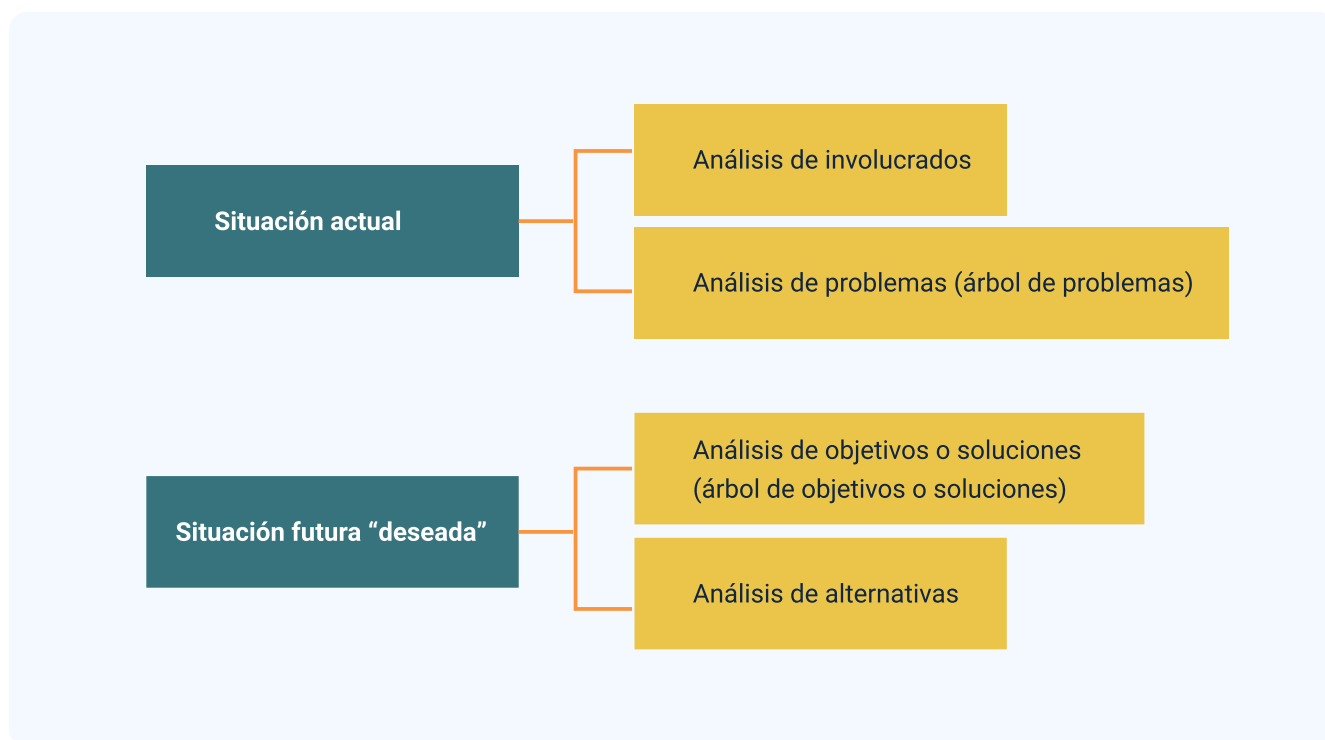 Situación actual
Análisis de involucrados
Análisis de problemas (árbol de problemas)
Situación futura “deseada”
Análisis de objetivos o soluciones
(árbol de objetivos o soluciones)
Análisis de alternativas